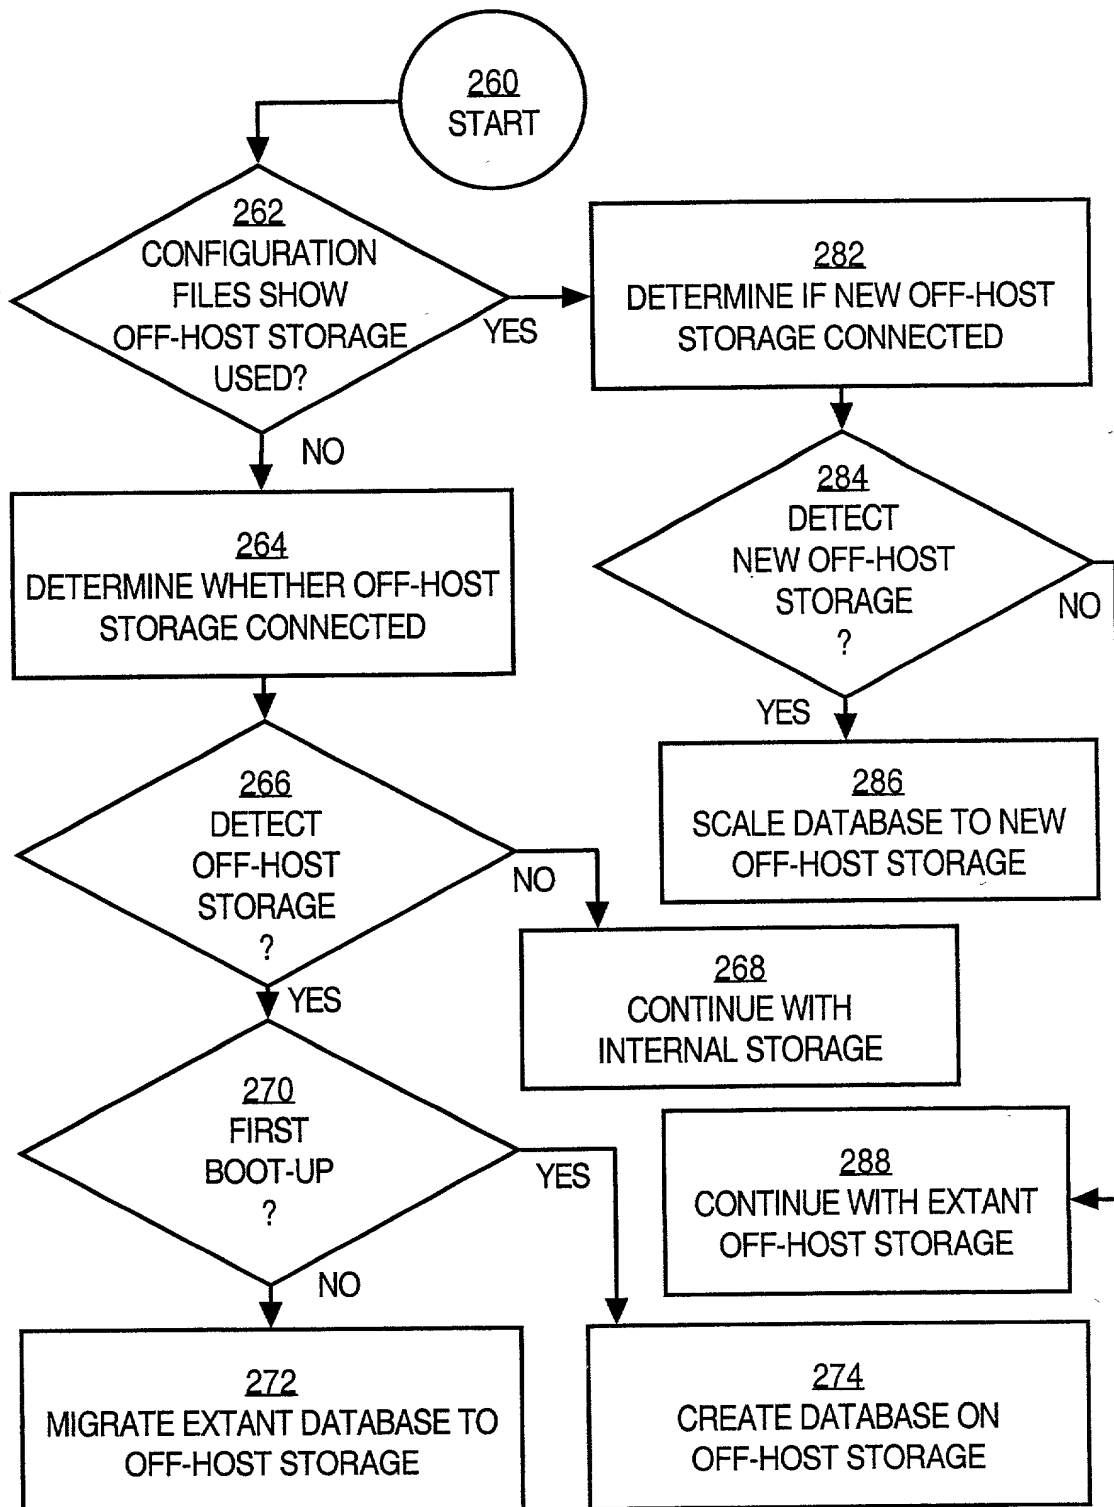 260
START
262
CONFIGURATION
FILES SHOW
OFF-HOST STORAGE
USED?
YES
NO
282
DETERMINE IF NEW OFF-HOST
STORAGE CONNECTED
264
DETERMINE WHETHER OFF-HOST
STORAGE CONNECTED
284
DETECT
NEW OFF-HOST
STORAGE
?
NO
YES
286
SCALE DATABASE TO NEW
OFF-HOST STORAGE
266
DETECT
OFF-HOST
STORAGE
?
NO
YES
268
CONTINUE WITH
INTERNAL STORAGE
270
FIRST
BOOT-UP
?
YES
NO
288
CONTINUE WITH EXTANT
OFF-HOST STORAGE
272
MIGRATE EXTANT DATABASE TO
OFF-HOST STORAGE
274
CREATE DATABASE ON
OFF-HOST STORAGE